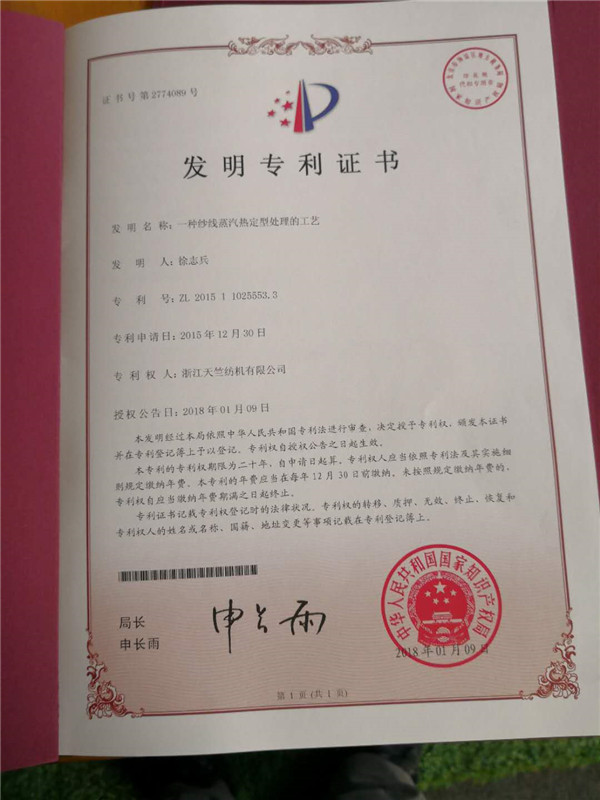 证书号第2774089号
发明专利证书
发明名称：一种纱线蒸汽热定型处理的工艺
发明人：徐志兵
专利号：ZL 2015 1 1025553.3
专利申请日：2015年12月30日
专利权人：浙江天竺纺机有限公司
授权公告日：2018年01月09日
本发明经过本局依照中华人民共和国专利法进行审查，决定授予专利权，颁发本证书
并在专利登记簿上予以登记。专利权自授权公告之日起生效。
本专利的专利权期限为二十年，自申请日起算。专利权人应当依照专利法及其实施细
则规定缴纳年费。本专利的年费应当在每年12月30日前缴纳。未按照规定缴纳年费的，
专利权自应当缴纳年费期满之日起终止。
专利证书记载专利权登记时的法律状况。专利权的转移、质押、无效、终止、恢复和
专利权人的姓名或名称、国籍、地址变更等事项记载在专利登记簿上。
局长
申长雨
申长雨
中华人民共和国国家知识产权局
2018年01月09日
第1页(共1页)